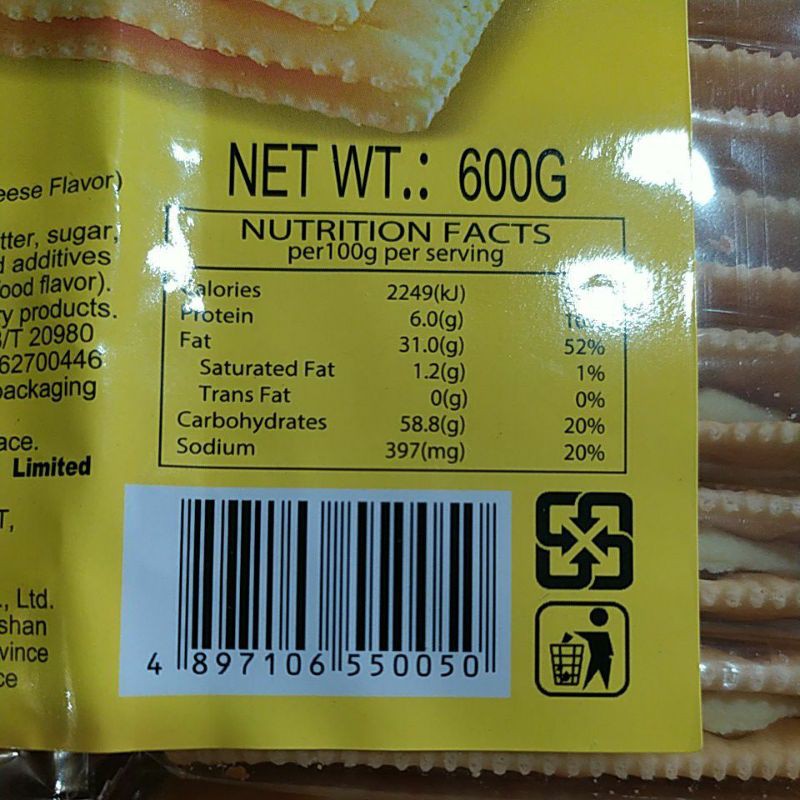 eese Flavor)
tter, sugar,
d additives
ood flavor).
y products.
/T 20980
62700446
packaging
ace.
Limited
T,
., Ltd.
shan
vince
ce
NET WT.: 600G
NUTRITION FACTS
per100g per serving
Calories 2249(kJ)
Protein 6.0(g)
Fat 31.0(g) 52%
Saturated Fat 1.2(g) 1%
Trans Fat 0(g) 0%
Carbohydrates 58.8(g) 20%
Sodium 397(mg) 20%
4 897106 550050